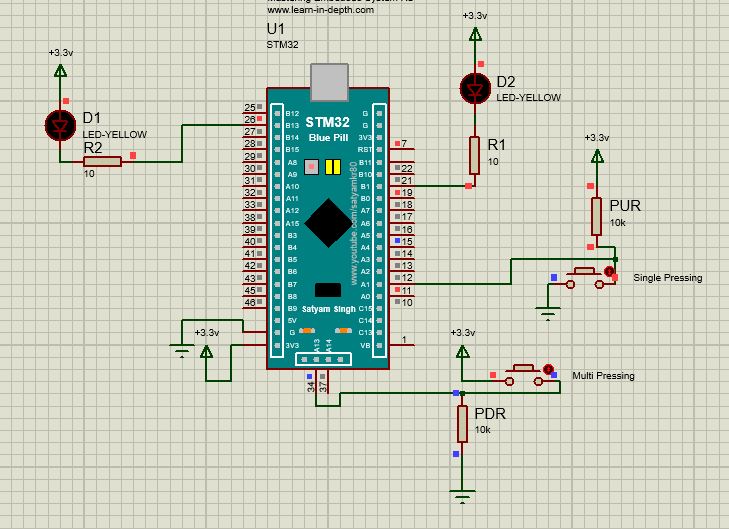 www.learn-in-depth.com
U1
STM32
+3.3v
D1
LED-YELLOW
R2
10
+3.3v
D2
LED-YELLOW
R1
10
+3.3v
PUR
10k
Single Pressing
+3.3v
Multi Pressing
PDR
10k
+3.3v
STM32
Blue Pill
www.youtube.com/satyamkr80
Satyam Singh
25 B12
26 B13
27 B14
28 B15
29 A8
30 A9
31 A10
32 A11
33 A12
38 A15
39 B3
40 B4
41 B5
42 B6
43 B7
45 B8
46 B9
5V
G
3V3
G
G
3V3
RST 7
B11 22
B10 21
B1 19
B0 18
A7 17
A6 16
A5 15
A4 14
A3 13
A2 12
A1 11
A0 10
C15
C14
C13
VB 1
A13 A14
34 37